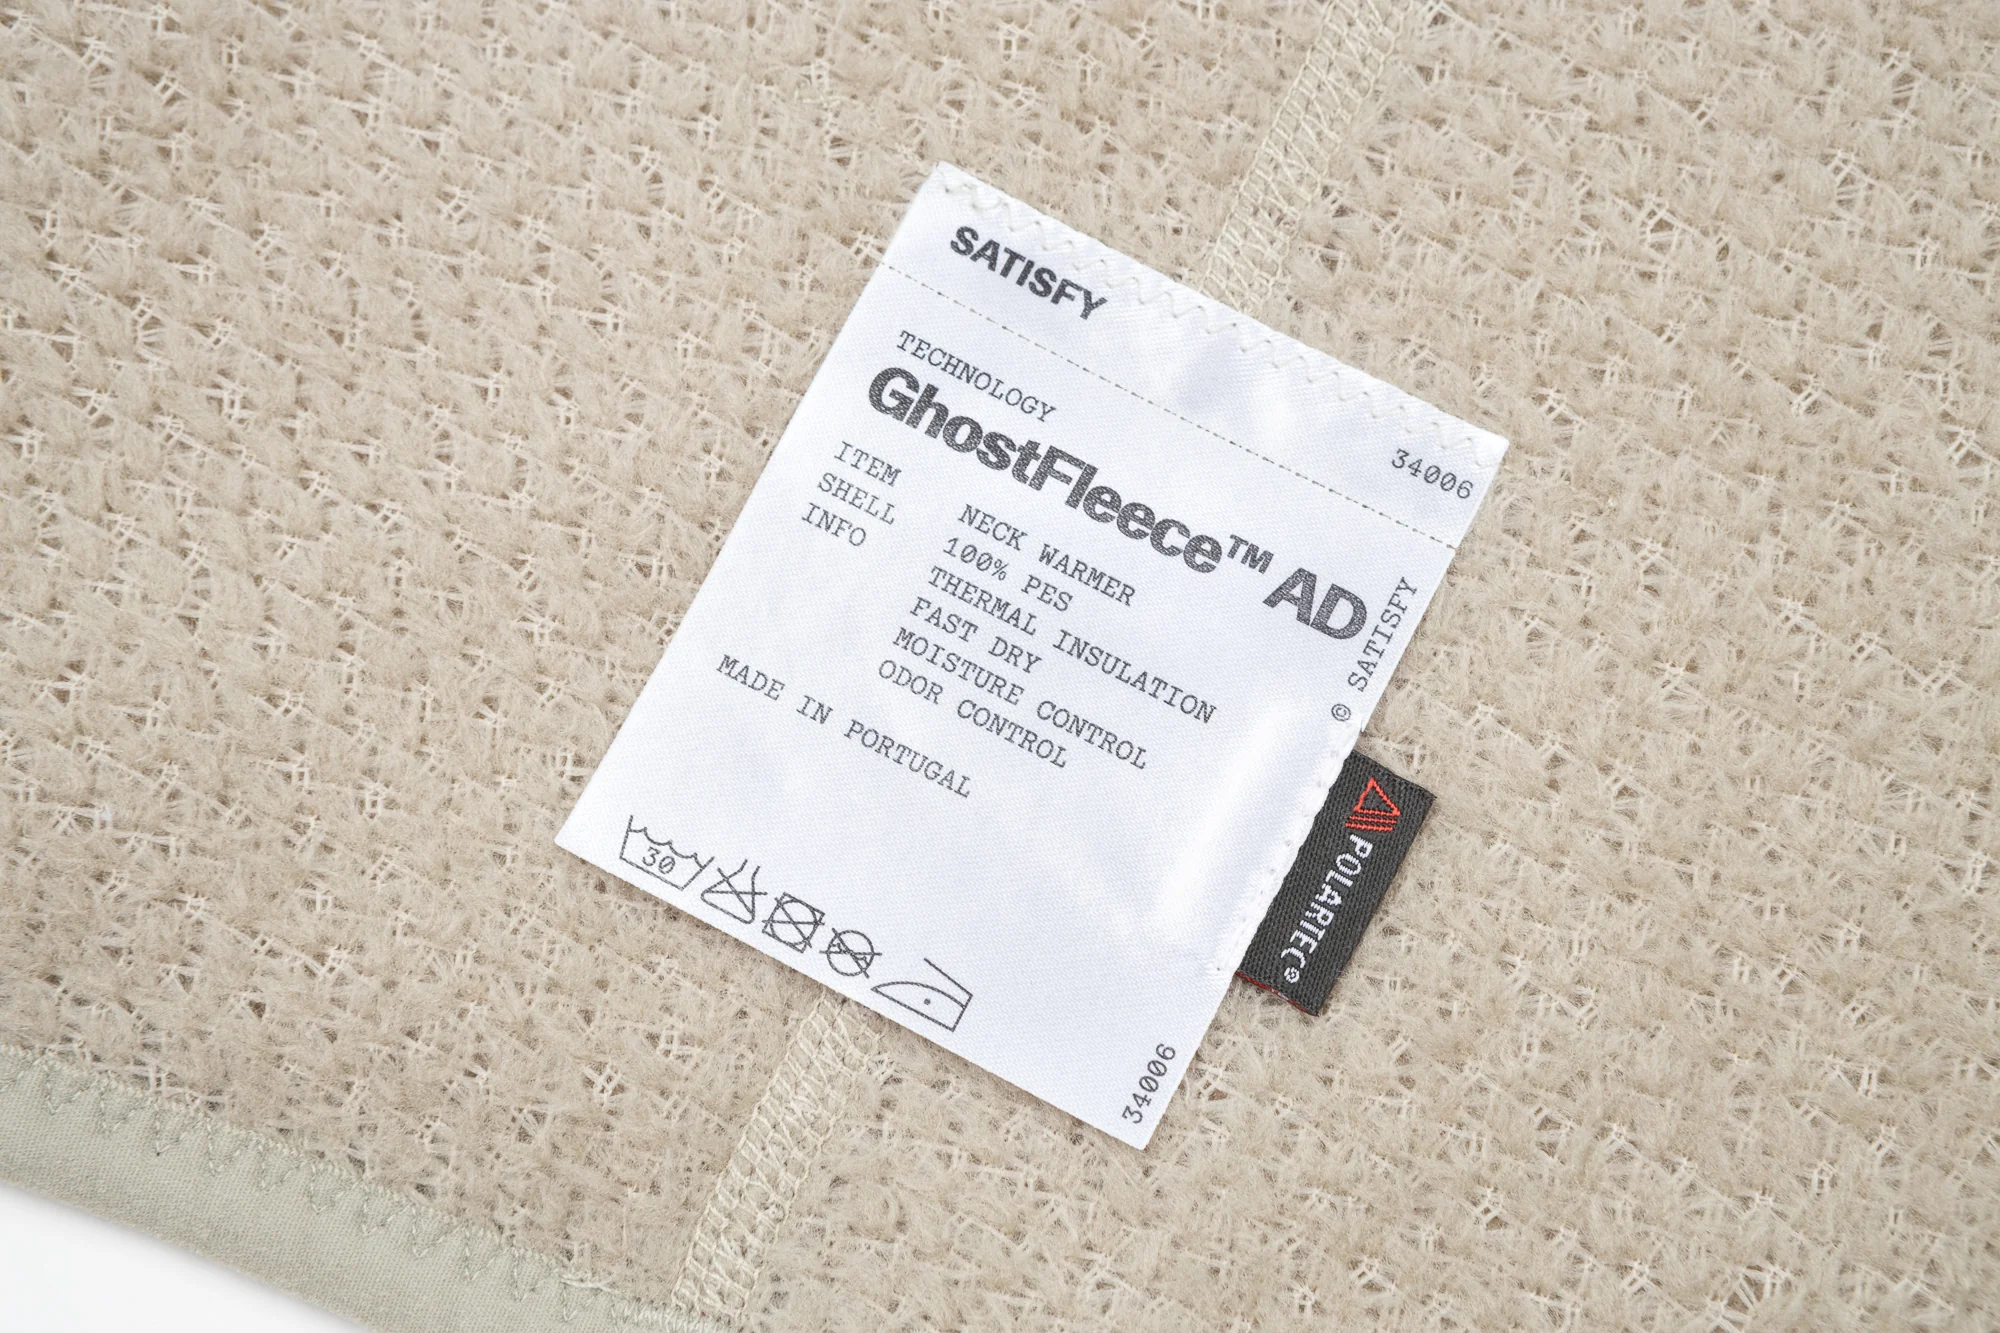 SATISFY
34006
TECHNOLOGY
GhostFleece™ AD
ITEM NECK WARMER
SHELL 100% PES
INFO THERMAL INSULATION
FAST DRY
MOISTURE CONTROL
ODOR CONTROL
MADE IN PORTUGAL
© SATISFY
30
34006
POLARTEC®